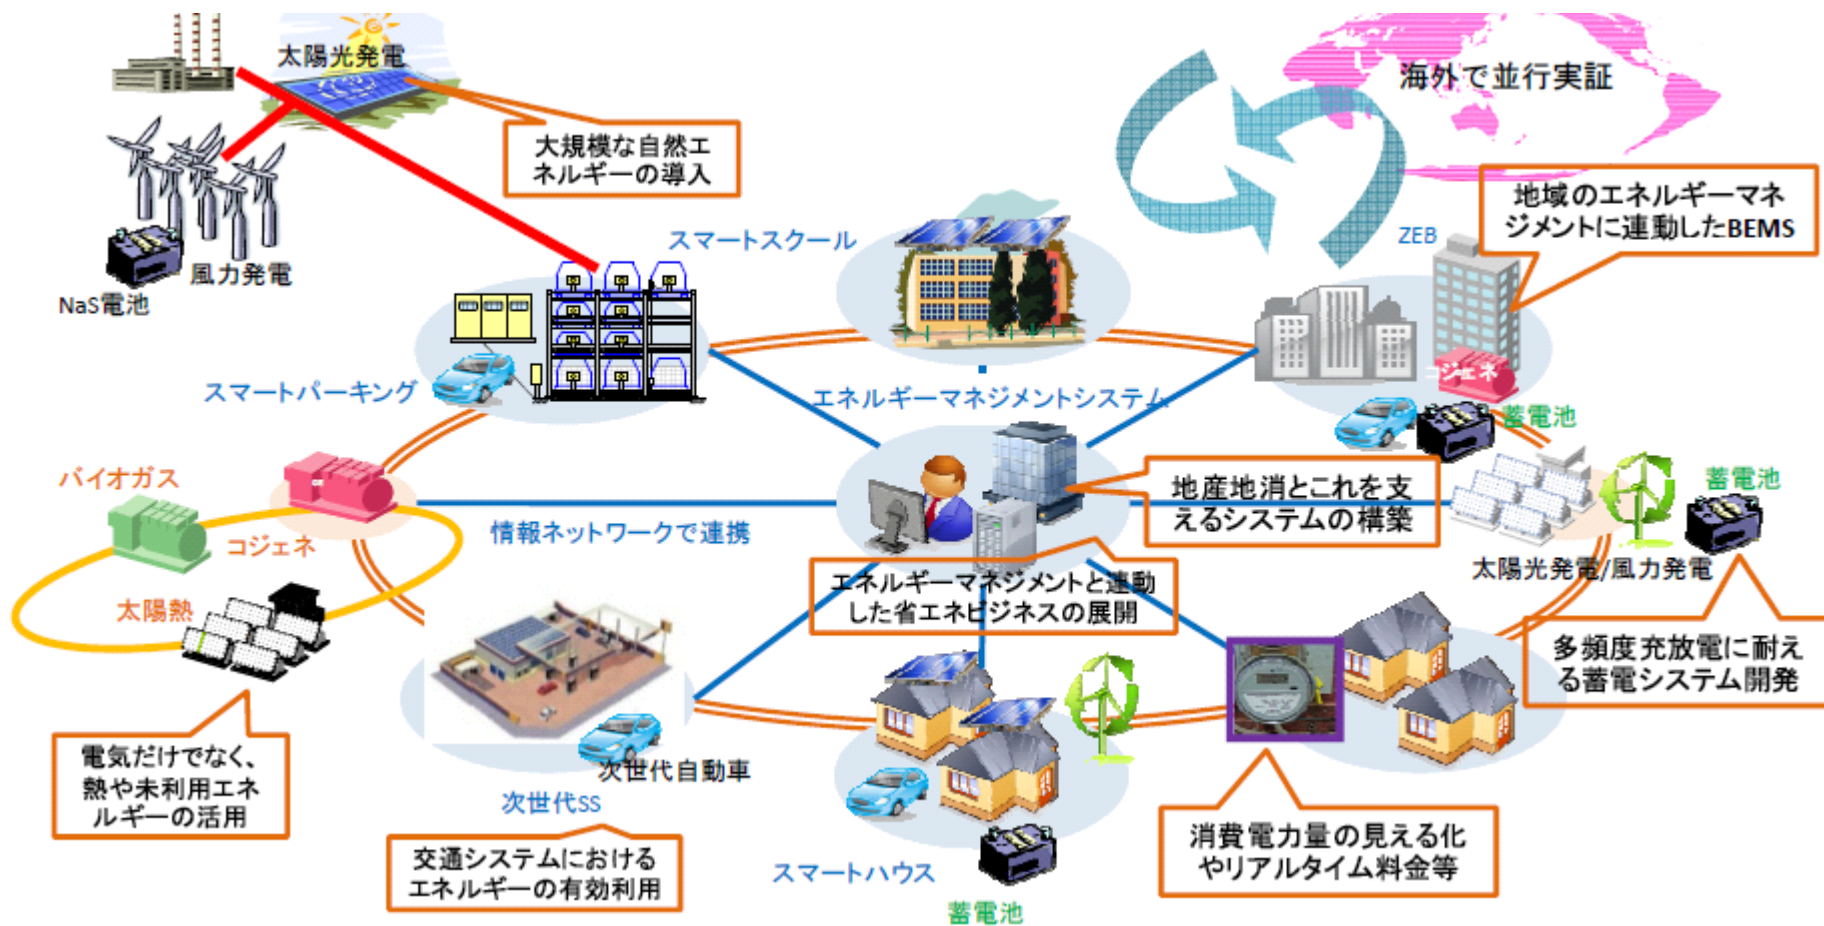 太陽光発電
海外で並行実証
大規模な自然エ
ネルギーの導入
地域のエネルギーマネ
ジメントに連動したBEMS
スマートスクール
ZEB
風力発電
NaS電池
スマートパーキング
エネルギーマネジメントシステム
コジェネ
蓄電池
バイオガス
地産地消とこれを支
えるシステムの構築
蓄電池
情報ネットワークで連携
コジェネ
太陽光発電/風力発電
エネルギーマネジメントと連動
した省エネビジネスの展開
太陽熱
多頻度充放電に耐え
る蓄電システム開発
電気だけでなく、
熱や未利用エネ
ルギーの活用
次世代自動車
次世代SS
消費電力量の見える化
やリアルタイム料金等
交通システムにおける
エネルギーの有効利用
スマートハウス
蓄電池